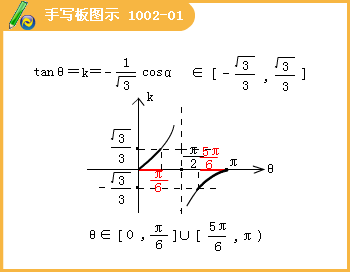 手写板图示 1002-01
tanθ=k=-1/√3 cosα ∈[-√3/3,√3/3]
k
√3/3
π/2 5π/6 π θ
π/6
-√3/3
θ∈[0,π/6]∪[5π/6,π)